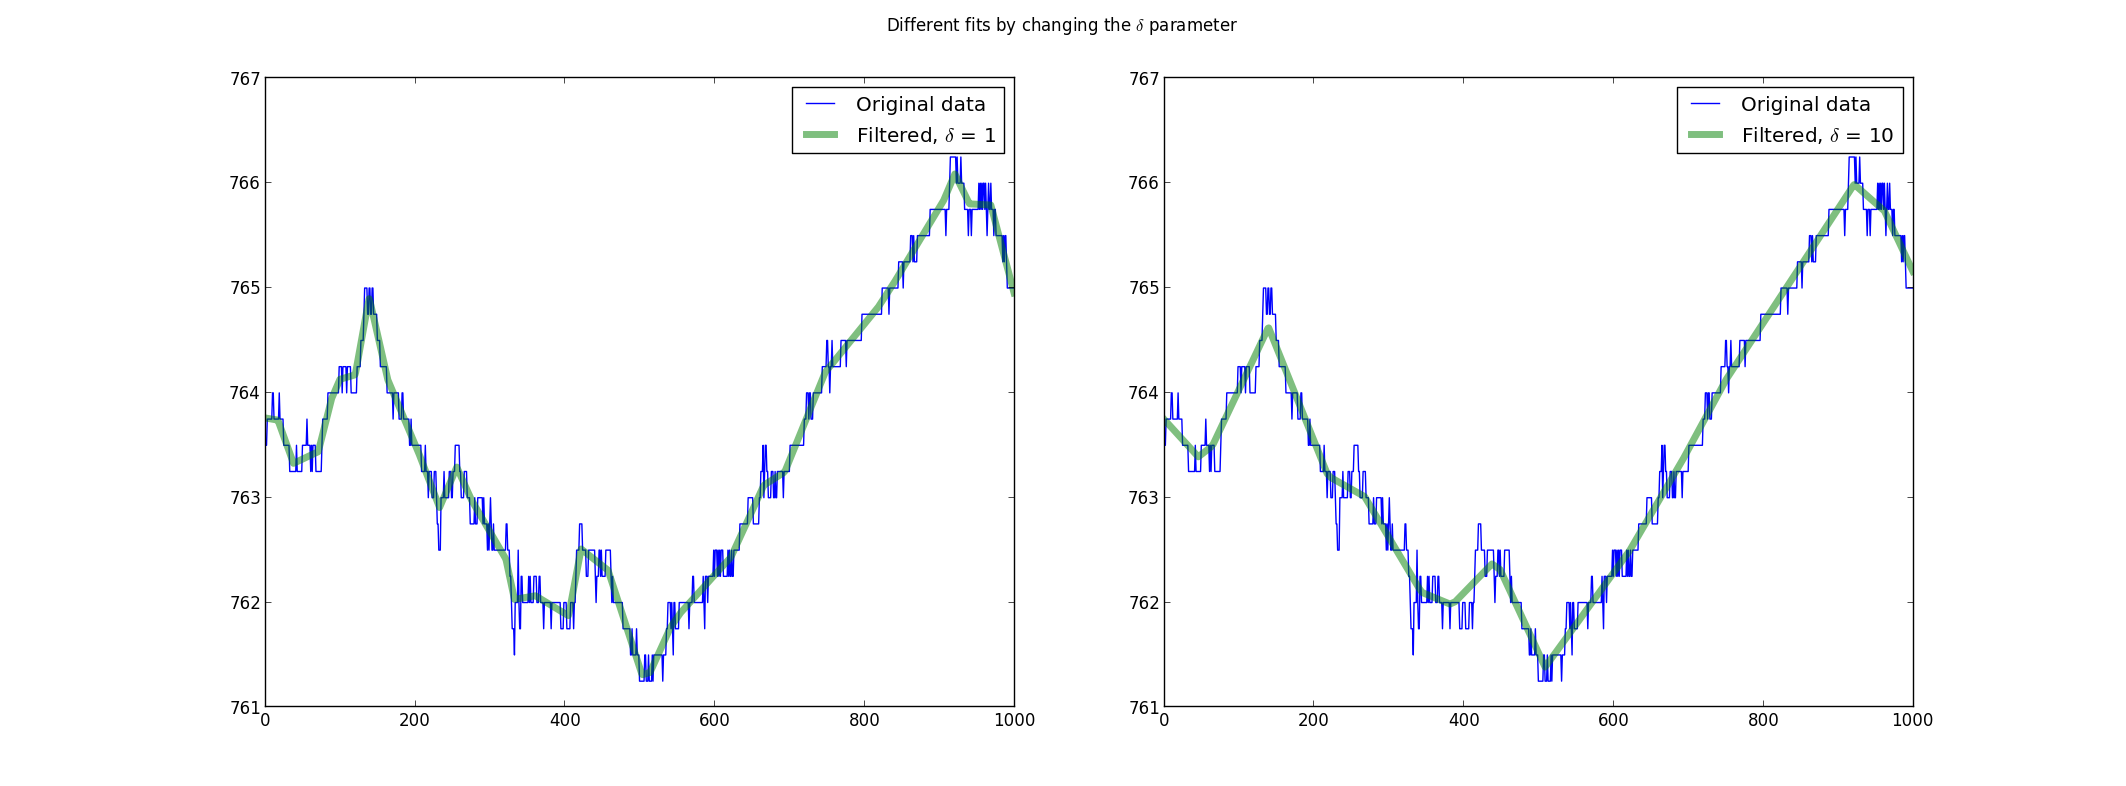 Different fits by changing the δ parameter
767
766
765
764
763
762
761
0 200 400 600 800 1000
Original data
Filtered, δ = 1
767
766
765
764
763
762
761
0 200 400 600 800 1000
Original data
Filtered, δ = 10